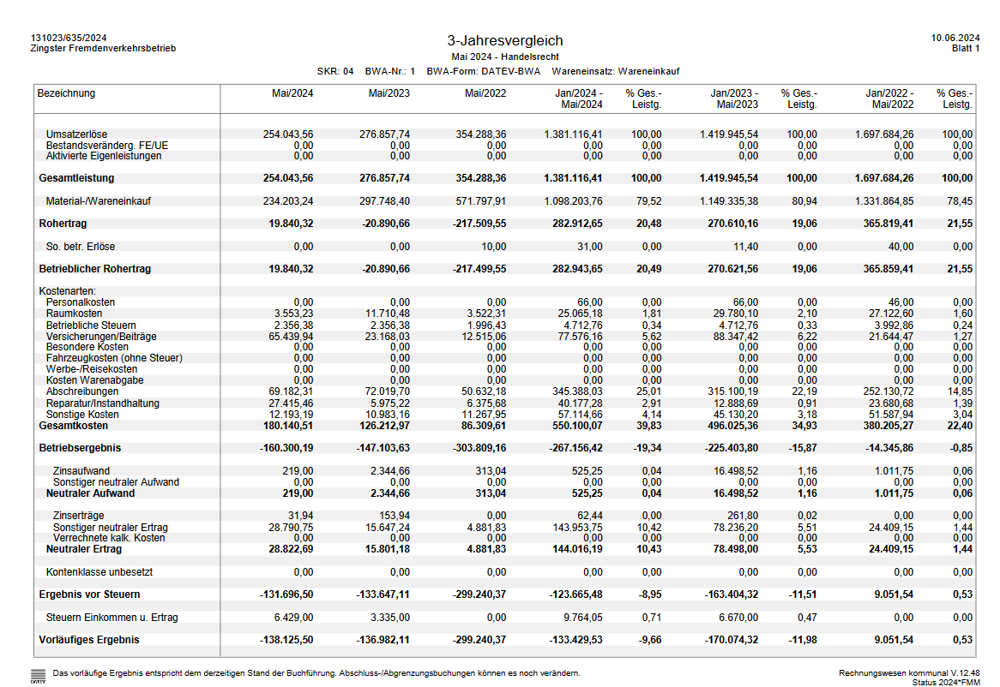 131023/635/2024
Zingster Fremdenverkehrsbetrieb
3-Jahresvergleich
Mai 2024 - Handelsrecht
SKR: 04 BWA-Nr.: 1 BWA-Form: DATEV-BWA Wareneinsatz: Wareneinkauf
10.06.2024
Blatt 1
Bezeichnung Mai/2024 Mai/2023 Mai/2022 Jan/2024 - % Ges.- Jan/2023 - % Ges.- Jan/2022 - % Ges.-
Mai/2024 Leistg. Mai/2023 Leistg. Mai/2022 Leistg.
Umsatzerlöse 254.043,56 276.857,74 354.288,36 1.381.116,41 100,00 1.419.945,54 100,00 1.697.684,26 100,00
Bestandsveränderg. FE/UE 0,00 0,00 0,00 0,00 0,00 0,00 0,00 0,00 0,00
Aktivierte Eigenleistungen 0,00 0,00 0,00 0,00 0,00 0,00 0,00 0,00 0,00
Gesamtleistung 254.043,56 276.857,74 354.288,36 1.381.116,41 100,00 1.419.945,54 100,00 1.697.684,26 100,00
Material-/Wareneinkauf 234.203,24 297.748,40 571.797,91 1.098.203,76 79,52 1.149.335,38 80,94 1.331.864,85 78,45
Rohertrag 19.840,32 -20.890,66 -217.509,55 282.912,65 20,48 270.610,16 19,06 365.819,41 21,55
So. betr. Erlöse 0,00 0,00 10,00 31,00 0,00 11,40 0,00 40,00 0,00
Betrieblicher Rohertrag 19.840,32 -20.890,66 -217.499,55 282.943,65 20,49 270.621,56 19,06 365.859,41 21,55
Kostenarten:
Personalkosten 0,00 0,00 0,00 66,00 0,00 66,00 0,00 46,00 0,00
Raumkosten 3.553,23 11.710,48 3.522,31 25.065,18 1,81 29.780,10 2,10 27.122,60 1,60
Betriebliche Steuern 2.356,38 2.356,38 1.996,43 4.712,76 0,34 4.712,76 0,33 3.992,86 0,24
Versicherungen/Beiträge 65.439,94 23.168,03 12.515,06 77.576,16 5,62 88.347,42 6,22 21.644,47 1,27
Besondere Kosten 0,00 0,00 0,00 0,00 0,00 0,00 0,00 0,00 0,00
Fahrzeugkosten (ohne Steuer) 0,00 0,00 0,00 0,00 0,00 0,00 0,00 0,00 0,00
Werbe-/Reisekosten 0,00 0,00 0,00 0,00 0,00 0,00 0,00 0,00 0,00
Kosten Warenabgabe 0,00 0,00 0,00 0,00 0,00 0,00 0,00 0,00 0,00
Abschreibungen 69.182,31 72.019,70 50.632,18 345.388,03 25,01 315.100,19 22,19 252.130,72 14,85
Reparatur/Instandhaltung 27.415,46 5.975,22 6.375,68 40.177,28 2,91 12.888,69 0,91 23.680,68 1,39
Sonstige Kosten 12.193,19 10.983,16 11.267,95 57.114,66 4,14 45.130,20 3,18 51.587,94 3,04
Gesamtkosten 180.140,51 126.212,97 86.309,61 550.100,07 39,83 496.025,36 34,93 380.205,27 22,40
Betriebsergebnis -160.300,19 -147.103,63 -303.809,16 -267.156,42 -19,34 -225.403,80 -15,87 -14.345,86 -0,85
Zinsaufwand 219,00 2.344,66 313,04 525,25 0,04 16.498,52 1,16 1.011,75 0,06
Sonstiger neutraler Aufwand 0,00 0,00 0,00 0,00 0,00 0,00 0,00 0,00 0,00
Neutraler Aufwand 219,00 2.344,66 313,04 525,25 0,04 16.498,52 1,16 1.011,75 0,06
Zinserträge 31,94 153,94 0,00 62,44 0,00 261,80 0,02 0,00 0,00
Sonstiger neutraler Ertrag 28.790,75 15.647,24 4.881,83 143.953,75 10,42 78.236,20 5,51 24.409,15 1,44
Verrechnete kalk. Kosten 0,00 0,00 0,00 0,00 0,00 0,00 0,00 0,00 0,00
Neutraler Ertrag 28.822,69 15.801,18 4.881,83 144.016,19 10,43 78.498,00 5,53 24.409,15 1,44
Kontenklasse unbesetzt 0,00 0,00 0,00 0,00 0,00 0,00 0,00 0,00 0,00
Ergebnis vor Steuern -131.696,50 -133.647,11 -299.240,37 -123.665,48 -8,95 -163.404,32 -11,51 9.051,54 0,53
Steuern Einkommen u. Ertrag 6.429,00 3.335,00 0,00 9.764,05 0,71 6.670,00 0,47 0,00 0,00
Vorläufiges Ergebnis -138.125,50 -136.982,11 -299.240,37 -133.429,53 -9,66 -170.074,32 -11,98 9.051,54 0,53
DATEV
Das vorläufige Ergebnis entspricht dem derzeitigen Stand der Buchführung. Abschluss-/Abgrenzungsbuchungen können es noch verändern.
Rechnungswesen kommunal V.12.48
Status 2024*FMM